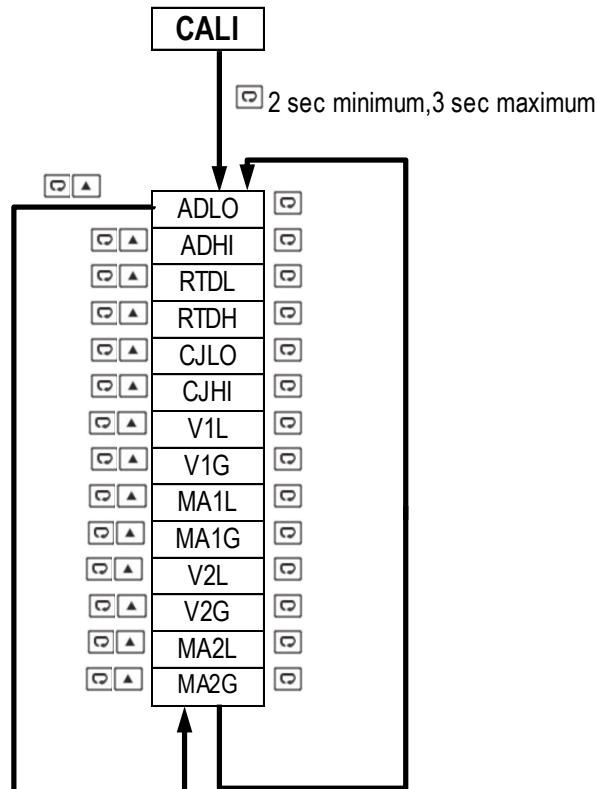 CALI
2 sec minimum,3 sec maximum
ADLO
ADHI
RTDL
RTDH
CJLO
CJHI
V1L
V1G
MA1L
MA1G
V2L
V2G
MA2L
MA2G